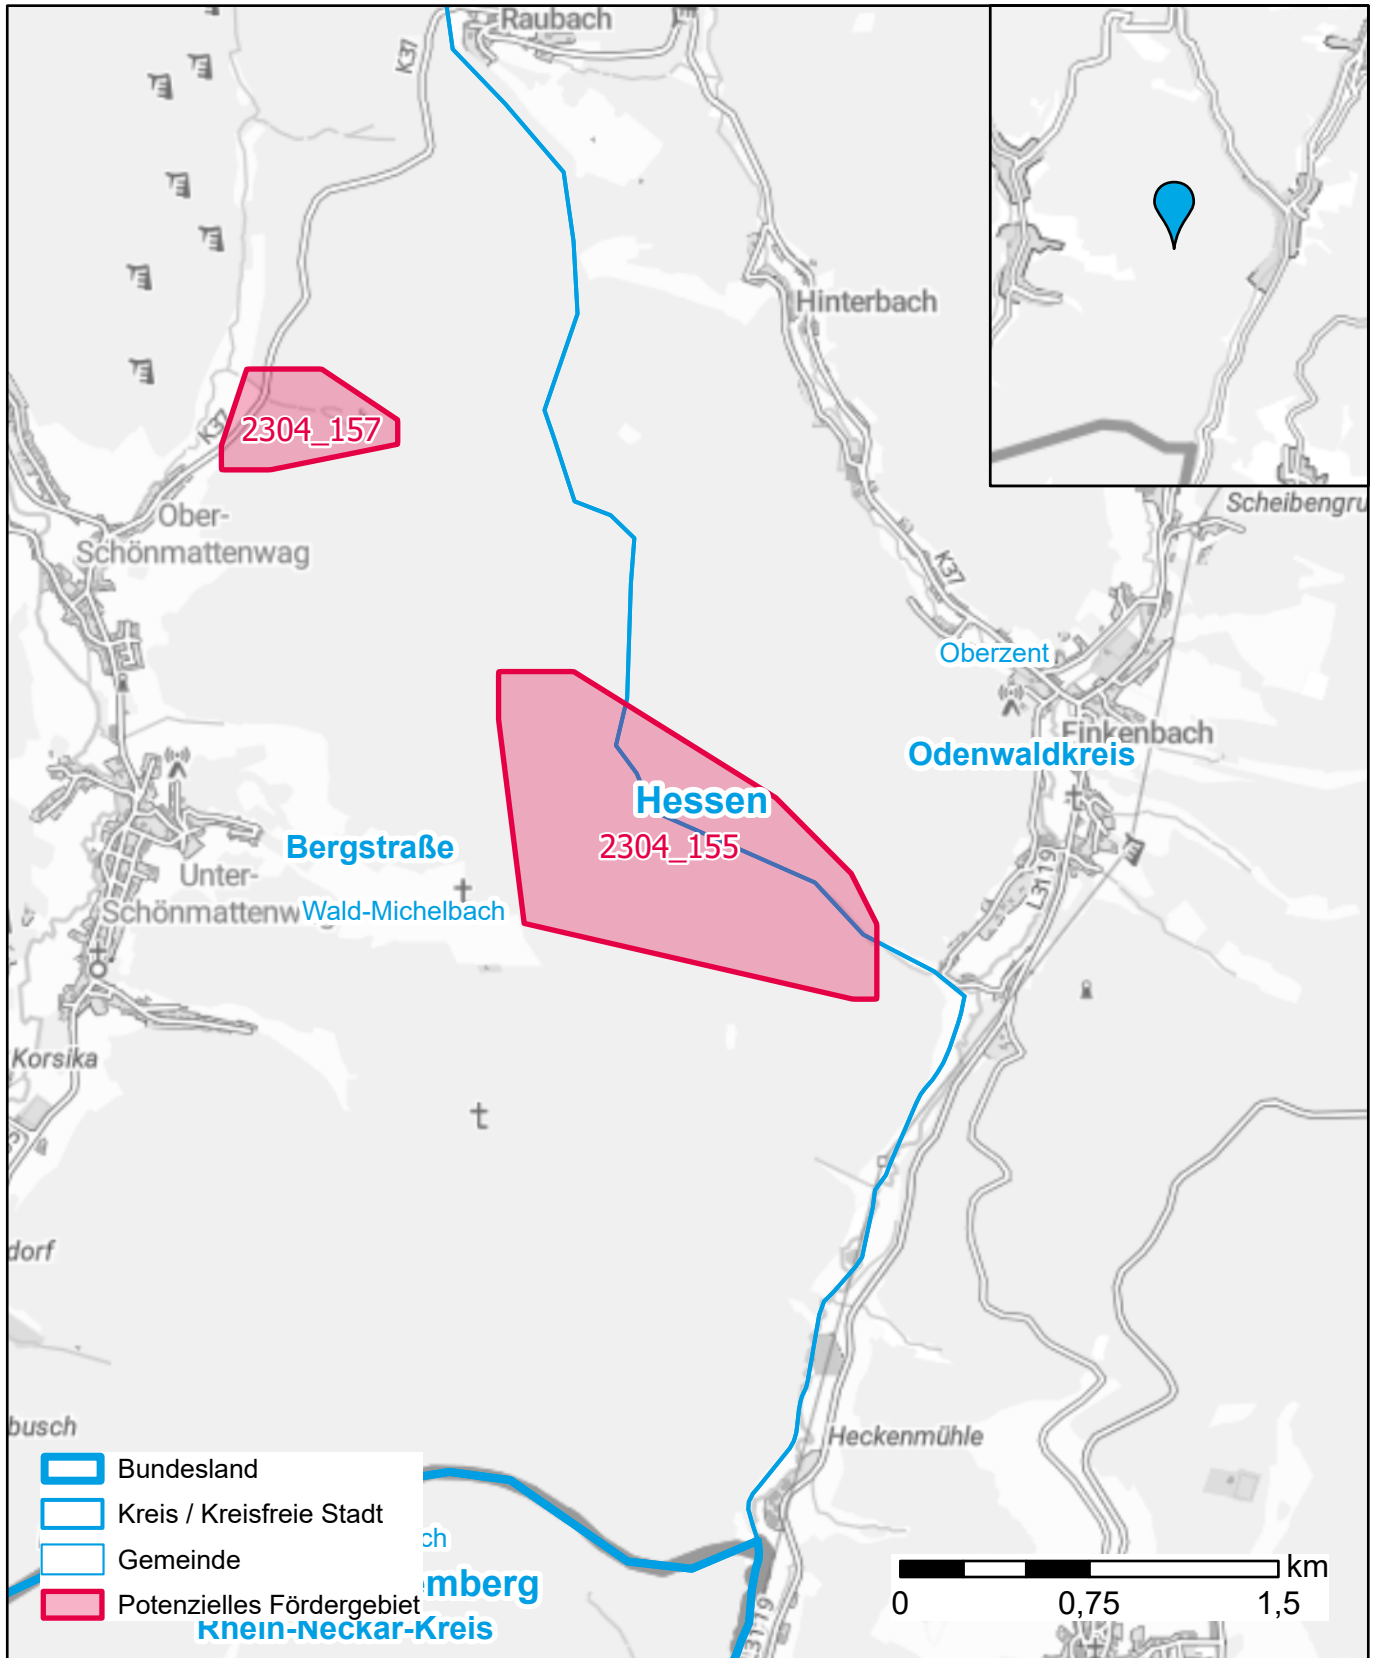 Raubach
K37
Hinterbach
Scheibengru
K37
2304_157
Ober-
Schönmattenwag
K37
Oberzent
Finkenbach
Odenwaldkreis
Hessen
2304_155
Bergstraße
Unter-
Schönmattenw
Wald-Michelbach
L3119
Korsika
dorf
busch
Heckenmühle
Bundesland
Kreis / Kreisfreie Stadt
Gemeinde
Potenzielles Fördergebiet
ch
emberg
Rhein-Neckar-Kreis
km
0 0,75 1,5